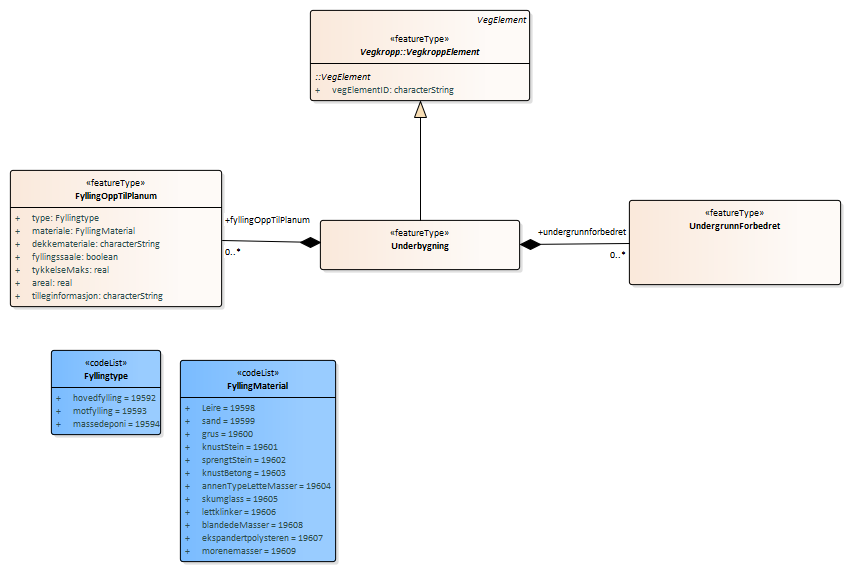 VegElement
«featureType»
Vegkropp::VegkroppElement
::VegElement
+ vegElementID: characterString
«featureType»
FyllingOppTilPlanum
+ type: Fyllingtype
+ materiale: FyllingMaterial
+ dekkemateriale: characterString
+ fyllingssaale: boolean
+ tykkelseMaks: real
+ areal: real
+ tilleginformasjon: characterString
+fyllingOppTilPlanum
0..*
«featureType»
Underbygning
+undergrunnforbedret
0..*
«featureType»
UndergrunnForbedret
«codeList»
Fyllingtype
+ hovedfylling = 19592
+ motfylling = 19593
+ massedeponi = 19594
«codeList»
FyllingMaterial
+ Leire = 19598
+ sand = 19599
+ grus = 19600
+ knustStein = 19601
+ sprengtStein = 19602
+ knustBetong = 19603
+ annenTypeLetteMasser = 19604
+ skumglass = 19605
+ lettklinker = 19606
+ blandedeMasser = 19608
+ ekspandertpolysteren = 19607
+ morenemasser = 19609